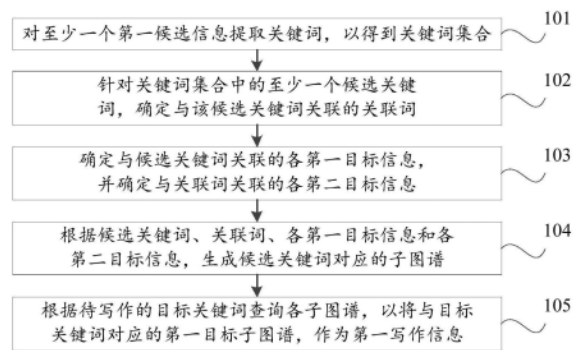 101
对至少一个第一候选信息提取关键词，以得到关键词集合
102
针对关键词集合中的至少一个候选关键
词，确定与该候选关键词关联的关联词
103
确定与候选关键词关联的各第一目标信息，
并确定与关联词关联的各第二目标信息
104
根据候选关键词、关联词、各第一目标信息和各
第二目标信息，生成候选关键词对应的子图谱
105
根据待写作的目标关键词查询各子图谱，以将与目标
关键词对应的第一目标子图谱，作为第一写作信息